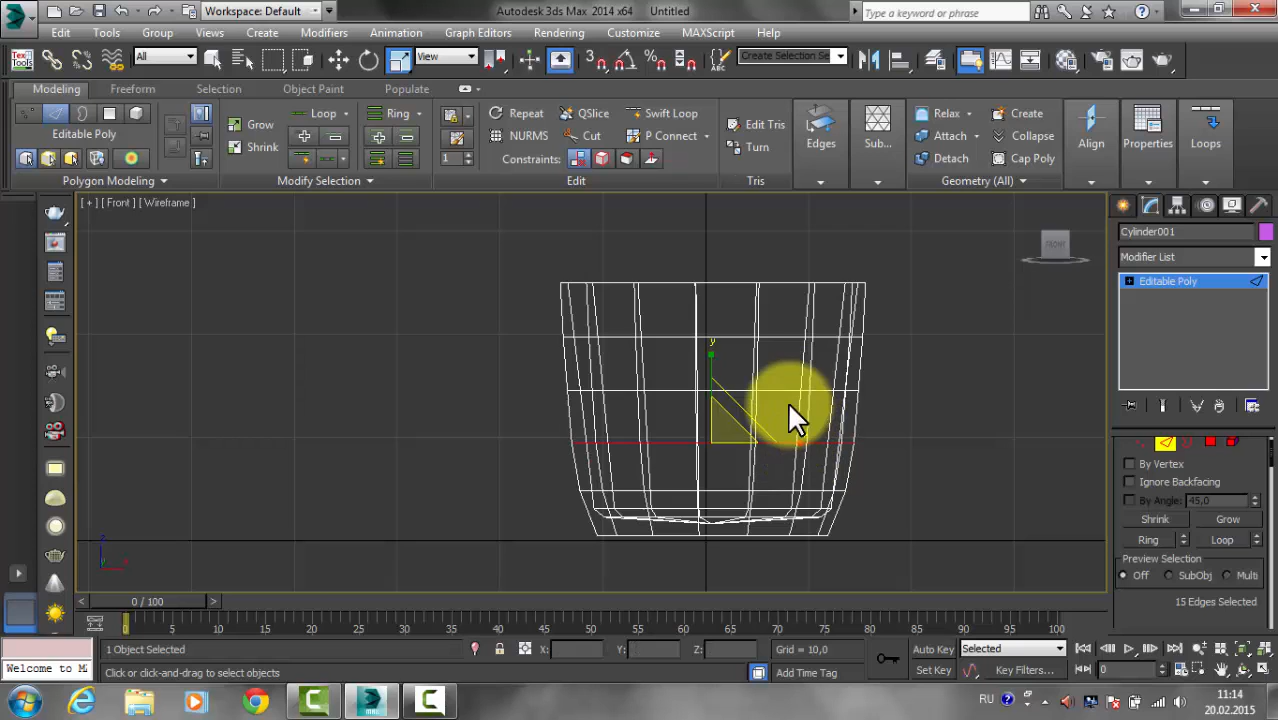 Workspace: Default
Autodesk 3ds Max 2014 x64
Untitled
Type a keyword or phrase
Edit
Tools
Group
Views
Create
Modifiers
Animation
Graph Editors
Rendering
Customize
MAXScript
Help
All
View
Create Selection Se
Modeling
Freeform
Selection
Object Paint
Populate
Editable Poly
Polygon Modeling
Loop
Ring
Grow
Shrink
Modify Selection
1
Repeat
QSlice
Swift Loop
NURMS
Cut
P Connect
Constraints:
Edit
Edit Tris
Turn
Tris
Edges
Sub...
Relax
Create
Attach
Collapse
Detach
Cap Poly
Geometry (All)
Align
Properties
Loops
[ + ] [ Front ] [ Wireframe ]
FRONT
y
z
x
Cylinder001
Modifier List
Editable Poly
By Vertex
Ignore Backfacing
By Angle: 45,0
Shrink
Grow
Ring
Loop
Preview Selection
Off
SubObj
Multi
15 Edges Selected
0 / 100
0 5 10 15 20 25 30 35 40 45 50 55 60 65 70 75 80 85 90 95 100
1 Object Selected
X:
Y:
Z:
Grid = 10,0
Auto Key
Selected
Welcome to M
Click or click-and-drag to select objects
Add Time Tag
Set Key
Key Filters...
0
RU
11:14
20.02.2015